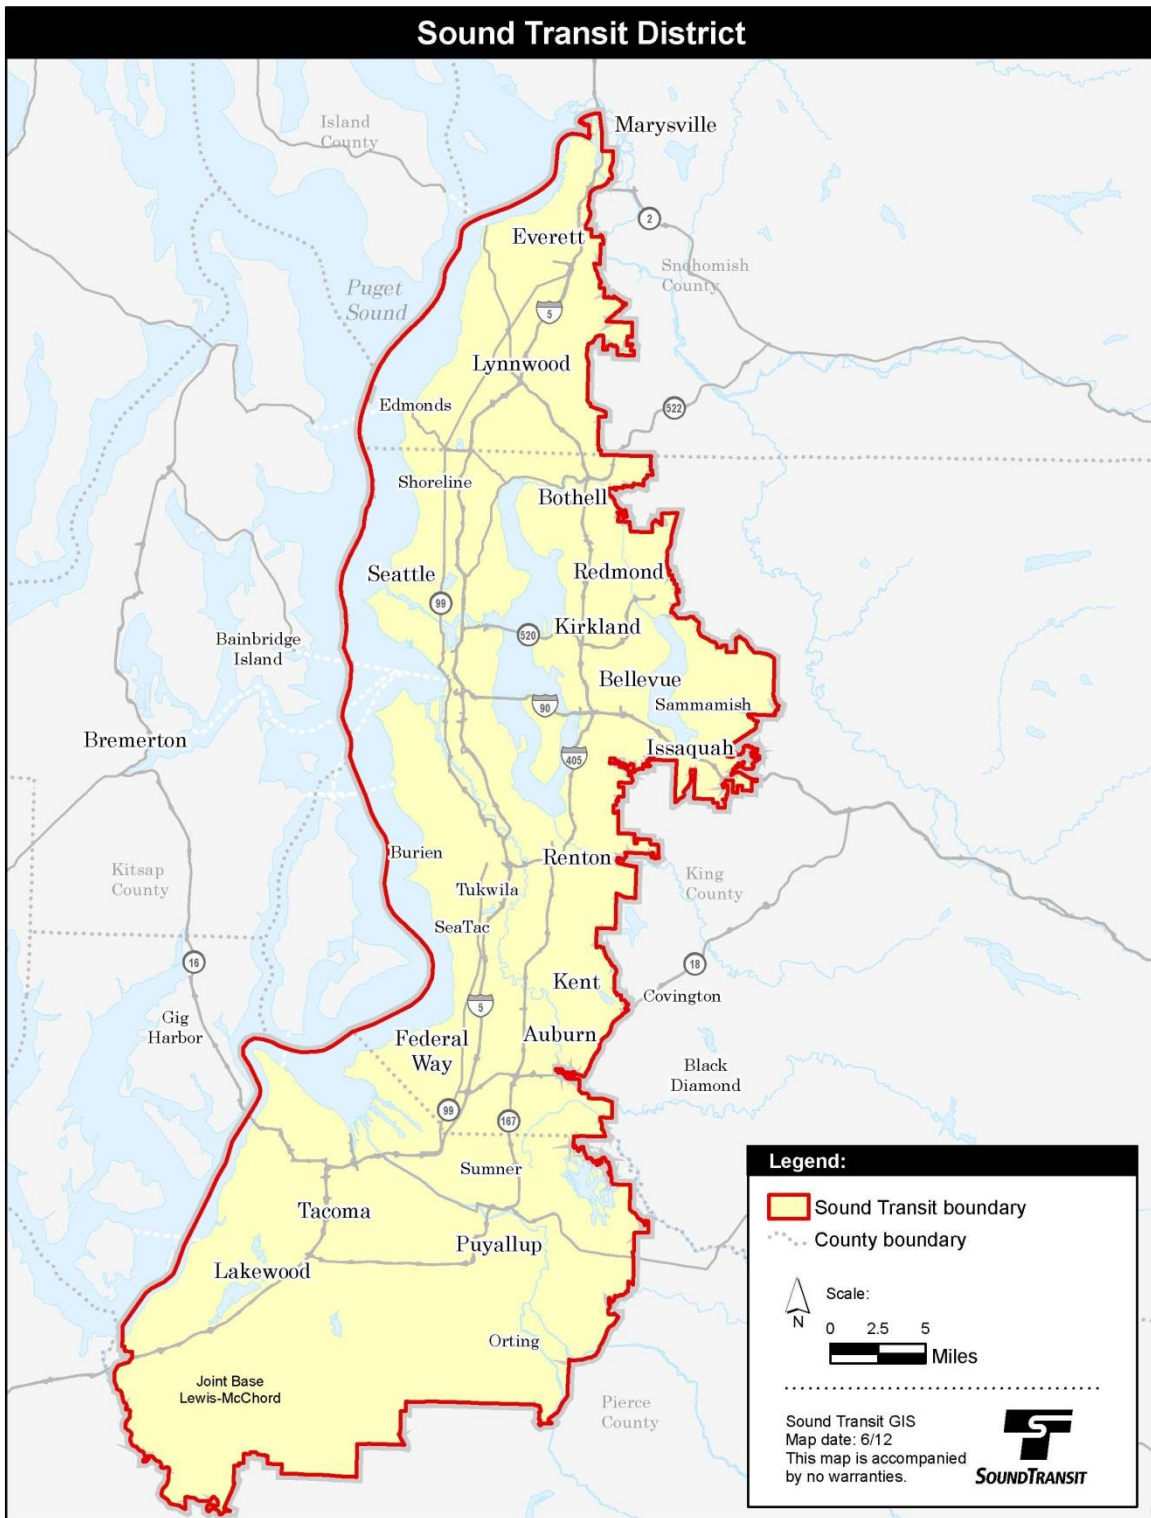 Sound Transit District
Marysville
Island
County
2
Everett
Snohomish
County
Puget
Sound
5
Lynnwood
Edmonds
522
Shoreline
Bothell
Seattle
Redmond
99
Kirkland
520
Bainbridge
Island
Bellevue
Sammamish
90
Bremerton
Issaquah
405
Burien
Renton
Kitsap
County
King
County
Tukwila
SeaTac
16
18
Kent
Covington
5
Gig
Harbor
Auburn
Federal
Way
Black
Diamond
99
167
Sumner
Tacoma
Puyallup
Lakewood
Orting
Joint Base
Lewis-McChord
Pierce
County
Legend:
Sound Transit boundary
County boundary
N
Scale:
0 2.5 5
Miles
Sound Transit GIS
Map date: 6/12
This map is accompanied
by no warranties.
SOUNDTRANSIT